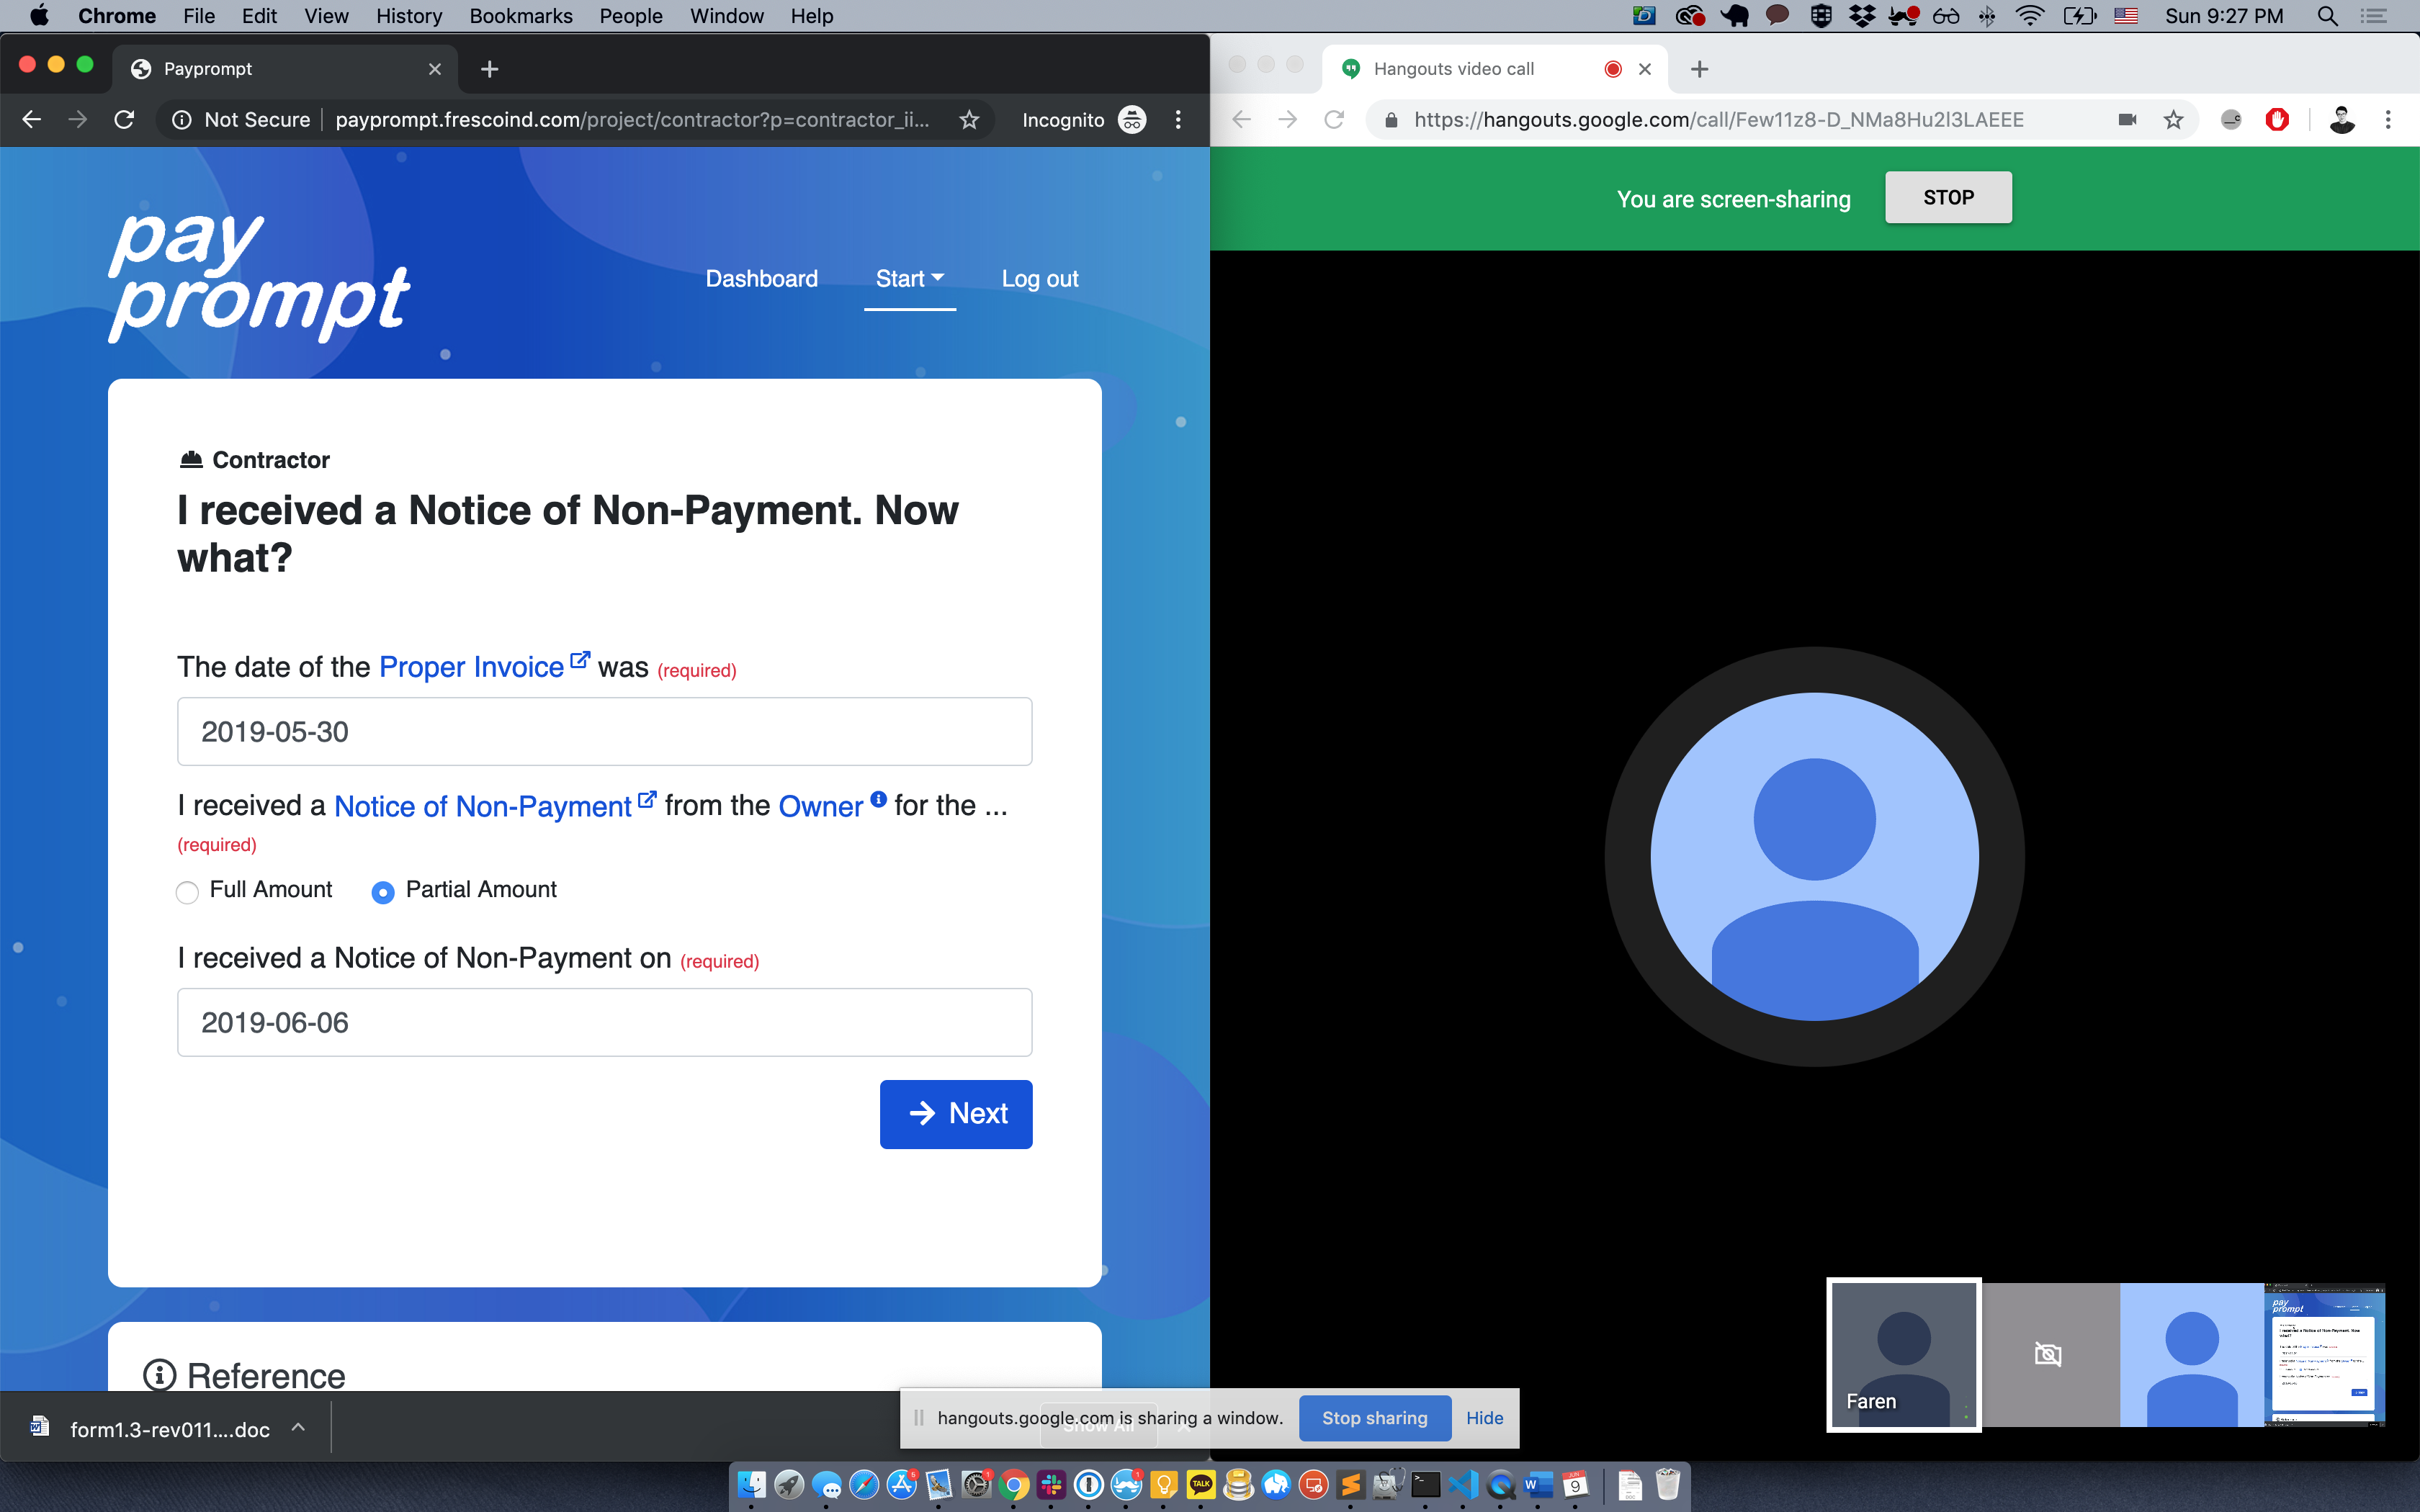 Chrome File Edit View History Bookmarks People Window Help
Sun 9:27 PM
Payprompt
Not Secure payprompt.frescoind.com/project/contractor?p=contractor_ii...
Incognito
pay
prompt
Dashboard Start Log out
Contractor
I received a Notice of Non-Payment. Now
what?
The date of the Proper Invoice was (required)
2019-05-30
I received a Notice of Non-Payment from the Owner for the ...
(required)
Full Amount Partial Amount
I received a Notice of Non-Payment on (required)
2019-06-06
Next
Reference
form1.3-rev011....doc
Show All
Hangouts video call
https://hangouts.google.com/call/Few11z8-D_NMa8Hu2I3LAEEE
You are screen-sharing STOP
Faren
hangouts.google.com is sharing a window. Stop sharing Hide
TALK
JUN
9